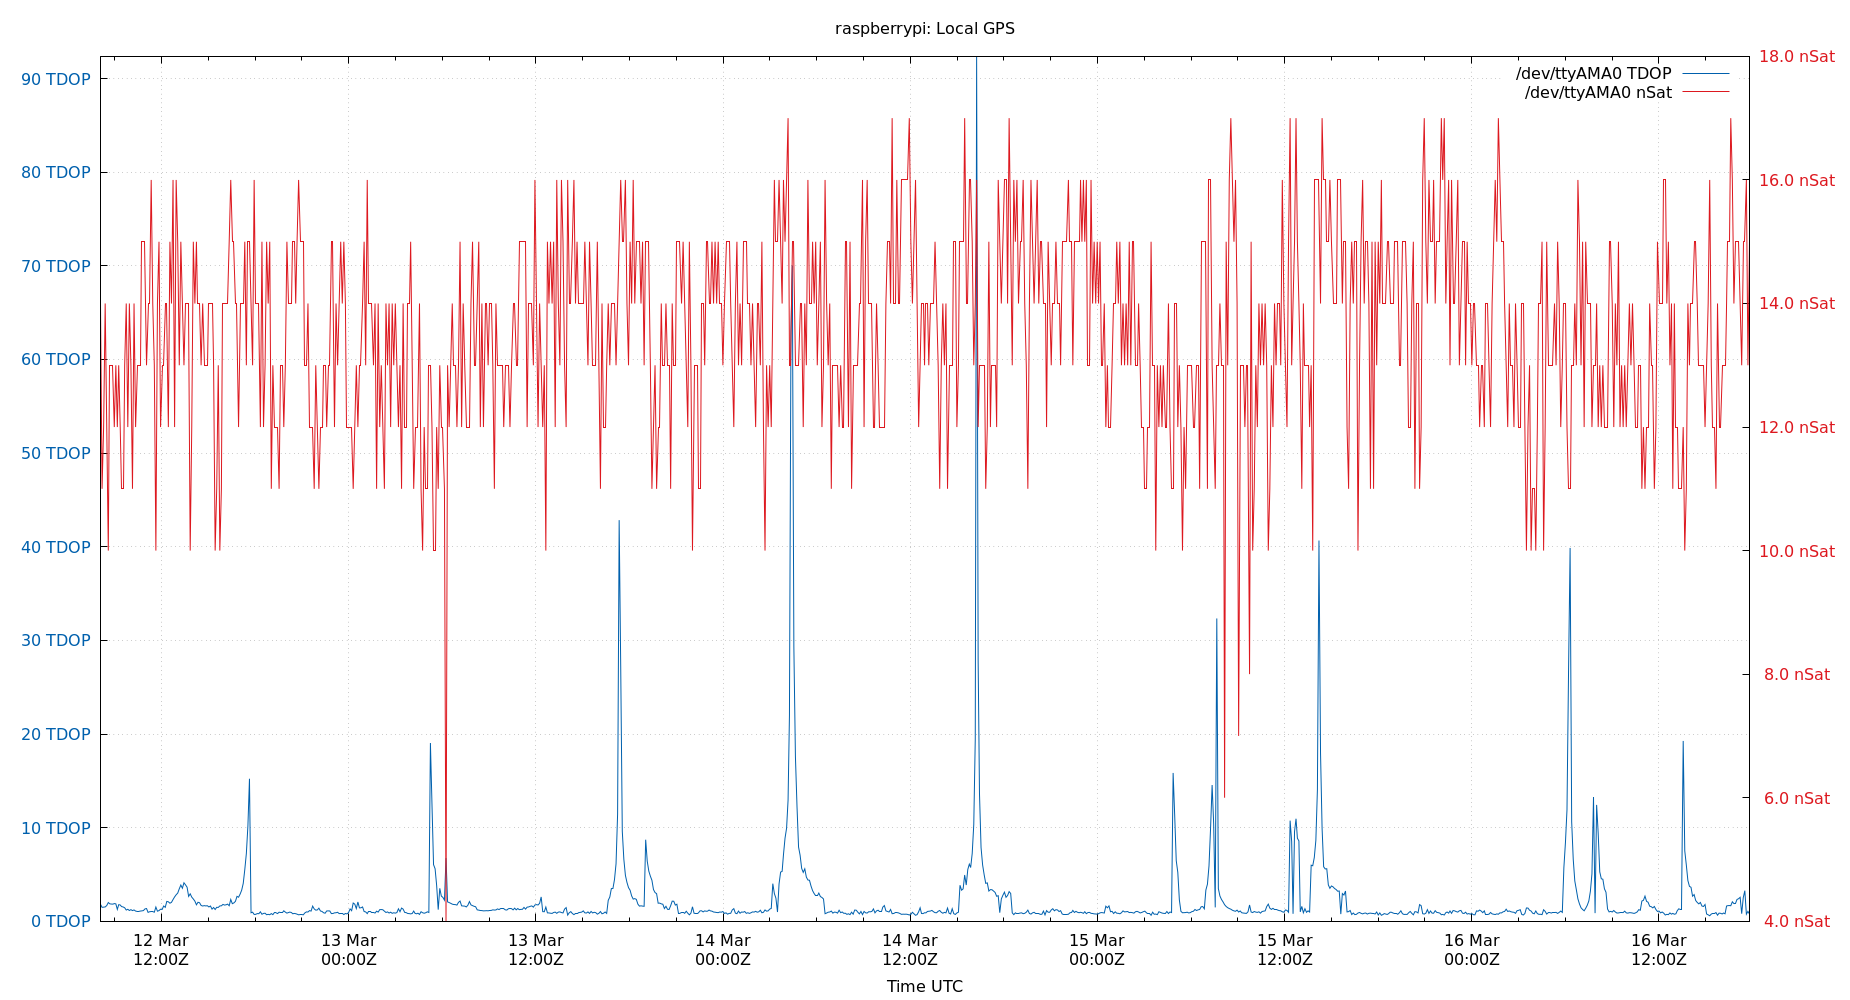 raspberrypi: Local GPS
/dev/ttyAMA0 TDOP
/dev/ttyAMA0 nSat
90 TDOP
80 TDOP
70 TDOP
60 TDOP
50 TDOP
40 TDOP
30 TDOP
20 TDOP
10 TDOP
0 TDOP
18.0 nSat
16.0 nSat
14.0 nSat
12.0 nSat
10.0 nSat
8.0 nSat
6.0 nSat
4.0 nSat
12 Mar
12:00Z
13 Mar
00:00Z
13 Mar
12:00Z
14 Mar
00:00Z
14 Mar
12:00Z
15 Mar
00:00Z
15 Mar
12:00Z
16 Mar
00:00Z
16 Mar
12:00Z
Time UTC